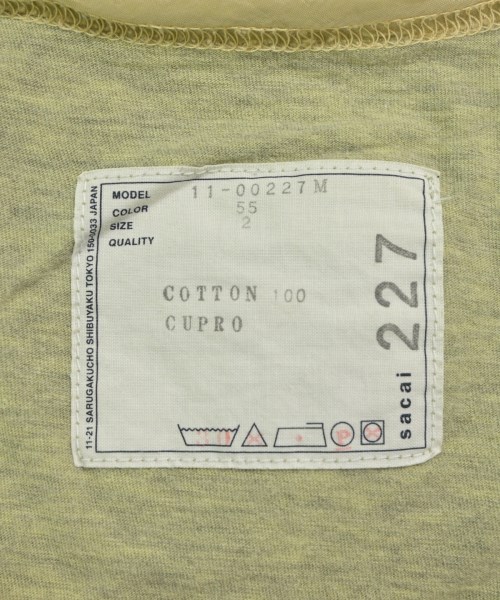 MODEL 11-00227M
COLOR 55
SIZE 2
QUALITY
COTTON 100
CUPRO
30
P
sacai 227
11-21 SARUGAKUCHO SHIBUYAKU TOKYO 150-0033 JAPAN